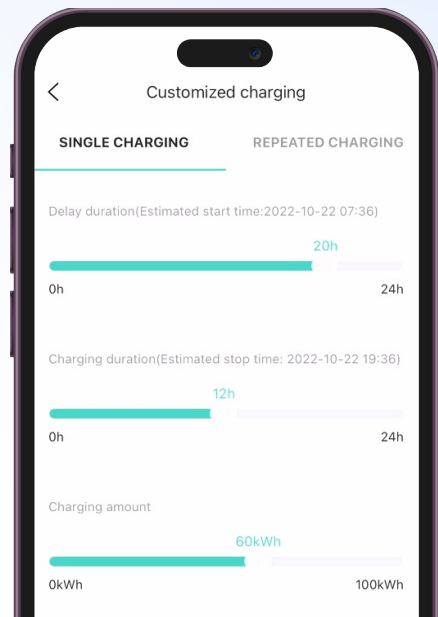 Customized charging
SINGLE CHARGING REPEATED CHARGING
Delay duration(Estimated start time:2022-10-22 07:36)
20h
0h 24h
Charging duration(Estimated stop time: 2022-10-22 19:36)
12h
0h 24h
Charging amount
60kWh
0kWh 100kWh